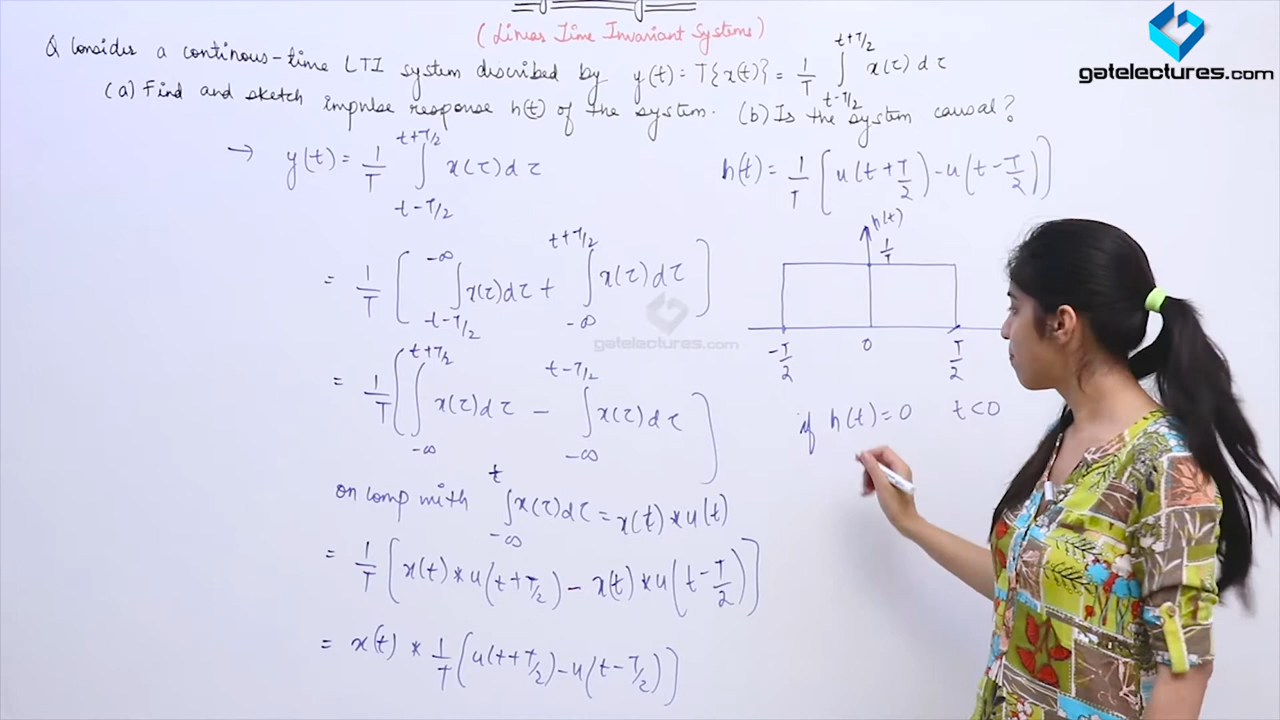 (Linear Time Invariant Systems)
gatelectures.com
Q Consider a continous-time LTI system discribed by y(t) = T{x(t)} = 1/T ∫_{t-T/2}^{t+T/2} x(τ) dτ
(a) Find and sketch impulse response h(t) of the system. (b) Is the system causal?
→ y(t) = 1/T ∫_{t-T/2}^{t+T/2} x(τ) dτ
= 1/T [ ∫_{t-T/2}^{-∞} x(τ)dτ + ∫_{-∞}^{t+T/2} x(τ)dτ ]
= 1/T [ ∫_{-∞}^{t+T/2} x(τ)dτ - ∫_{-∞}^{t-T/2} x(τ)dτ ]
on comp with ∫_{-∞}^{t} x(τ)dτ = x(t) * u(t)
= 1/T [ x(t) * u(t+T/2) - x(t) * u(t - T/2) ]
= x(t) * 1/T [ u(t+T/2) - u(t - T/2) ]
h(t) = 1/T [ u(t + T/2) - u(t - T/2) ]
h(t)
1/T
-T/2 0 T/2
if h(t) = 0 t<0
gatelectures.com